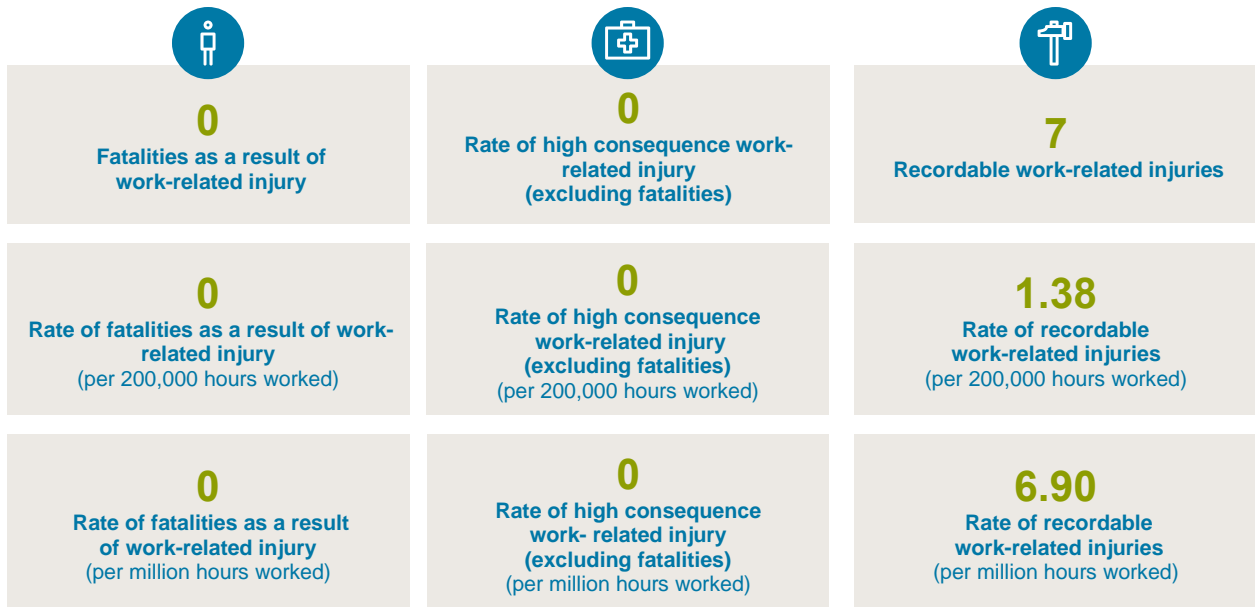 0
Fatalities as a result of
work-related injury
0
Rate of high consequence work-
related injury
(excluding fatalities)
7
Recordable work-related injuries
0
Rate of fatalities as a result of work-
related injury
(per 200,000 hours worked)
0
Rate of high consequence
work-related injury
(excluding fatalities)
(per 200,000 hours worked)
1.38
Rate of recordable
work-related injuries
(per 200,000 hours worked)
0
Rate of fatalities as a result
of work-related injury
(per million hours worked)
0
Rate of high consequence
work- related injury
(excluding fatalities)
(per million hours worked)
6.90
Rate of recordable
work-related injuries
(per million hours worked)